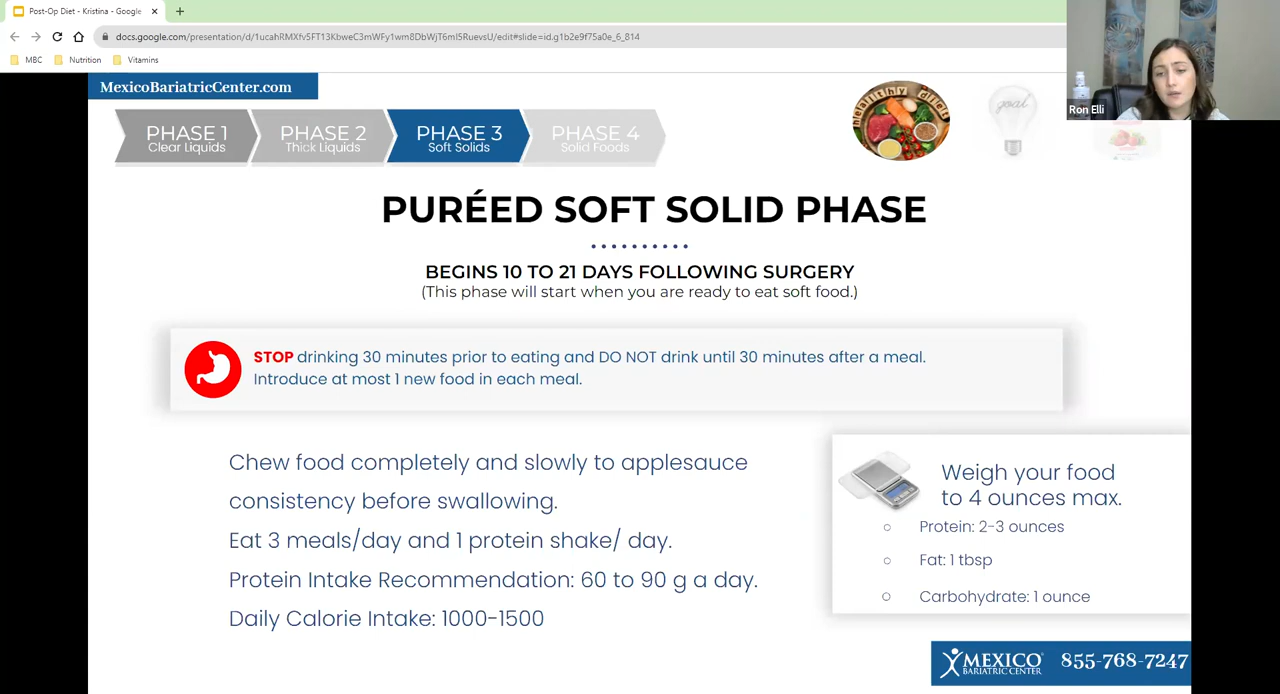 Post-Op Diet - Kristina - Google
docs.google.com/presentation/d/1ucahRMXfv5FT13KbweC3mWFy1wm8DbWjT6mI5RuevsU/edit#slide=id.g1b2e9f75a0e_6_814
MBC Nutrition Vitamins
Ron Elli
MexicoBariatricCenter.com
PHASE 1 PHASE 2 PHASE 3 PHASE 4
Clear Liquids Thick Liquids Soft Solids Solid Foods
healthy diet
goal
PURÉED SOFT SOLID PHASE
BEGINS 10 TO 21 DAYS FOLLOWING SURGERY
(This phase will start when you are ready to eat soft food.)
STOP drinking 30 minutes prior to eating and DO NOT drink until 30 minutes after a meal.
Introduce at most 1 new food in each meal.
Chew food completely and slowly to applesauce
consistency before swallowing.
Eat 3 meals/day and 1 protein shake/ day.
Protein Intake Recommendation: 60 to 90 g a day.
Daily Calorie Intake: 1000-1500
Weigh your food
to 4 ounces max.
Protein: 2-3 ounces
Fat: 1 tbsp
Carbohydrate: 1 ounce
MEXICO
BARIATRIC CENTER
855-768-7247